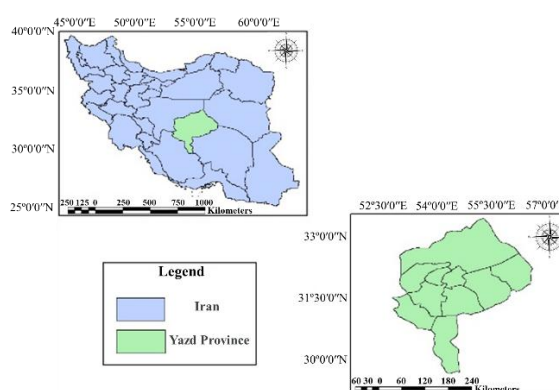 45°0'0"E 50°0'0"E 55°0'0"E 60°0'0"E
40°0'0"N
35°0'0"N
30°0'0"N
25°0'0"N
250 125 0 250 500 750 1000
Kilometers
52°30'0"E 54°0'0"E 55°30'0"E 57°0'0"E
33°0'0"N
31°30'0"N
30°0'0"N
60 30 0 60 120 180 240
Kilometers
Legend
Iran
Yazd Province